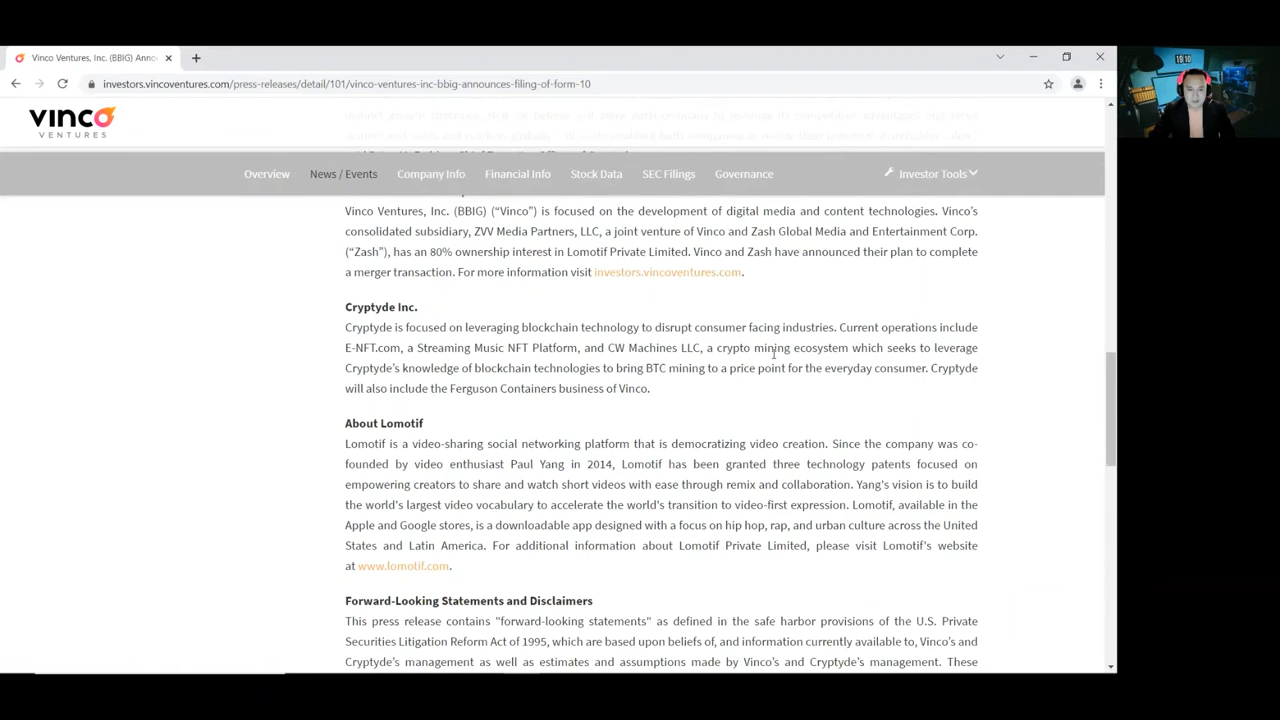 Vinco Ventures, Inc. (BBIG) Anno
investors.vincoventures.com/press-releases/detail/101/vinco-ventures-inc-bbig-announces-filing-of-form-10
19:10
vinco
VENTURES
Overview News / Events Company Info Financial Info Stock Data SEC Filings Governance Investor Tools
Vinco Ventures, Inc. (BBIG) (“Vinco”) is focused on the development of digital media and content technologies. Vinco’s
consolidated subsidiary, ZVV Media Partners, LLC, a joint venture of Vinco and Zash Global Media and Entertainment Corp.
(“Zash”), has an 80% ownership interest in Lomotif Private Limited. Vinco and Zash have announced their plan to complete
a merger transaction. For more information visit investors.vincoventures.com.
Cryptyde Inc.
Cryptyde is focused on leveraging blockchain technology to disrupt consumer facing industries. Current operations include
E-NFT.com, a Streaming Music NFT Platform, and CW Machines LLC, a crypto mining ecosystem which seeks to leverage
Cryptyde’s knowledge of blockchain technologies to bring BTC mining to a price point for the everyday consumer. Cryptyde
will also include the Ferguson Containers business of Vinco.
About Lomotif
Lomotif is a video-sharing social networking platform that is democratizing video creation. Since the company was co-
founded by video enthusiast Paul Yang in 2014, Lomotif has been granted three technology patents focused on
empowering creators to share and watch short videos with ease through remix and collaboration. Yang's vision is to build
the world's largest video vocabulary to accelerate the world's transition to video-first expression. Lomotif, available in the
Apple and Google stores, is a downloadable app designed with a focus on hip hop, rap, and urban culture across the United
States and Latin America. For additional information about Lomotif Private Limited, please visit Lomotif's website
at www.lomotif.com.
Forward-Looking Statements and Disclaimers
This press release contains "forward-looking statements" as defined in the safe harbor provisions of the U.S. Private
Securities Litigation Reform Act of 1995, which are based upon beliefs of, and information currently available to, Vinco’s and
Cryptyde’s management as well as estimates and assumptions made by Vinco’s and Cryptyde’s management. These